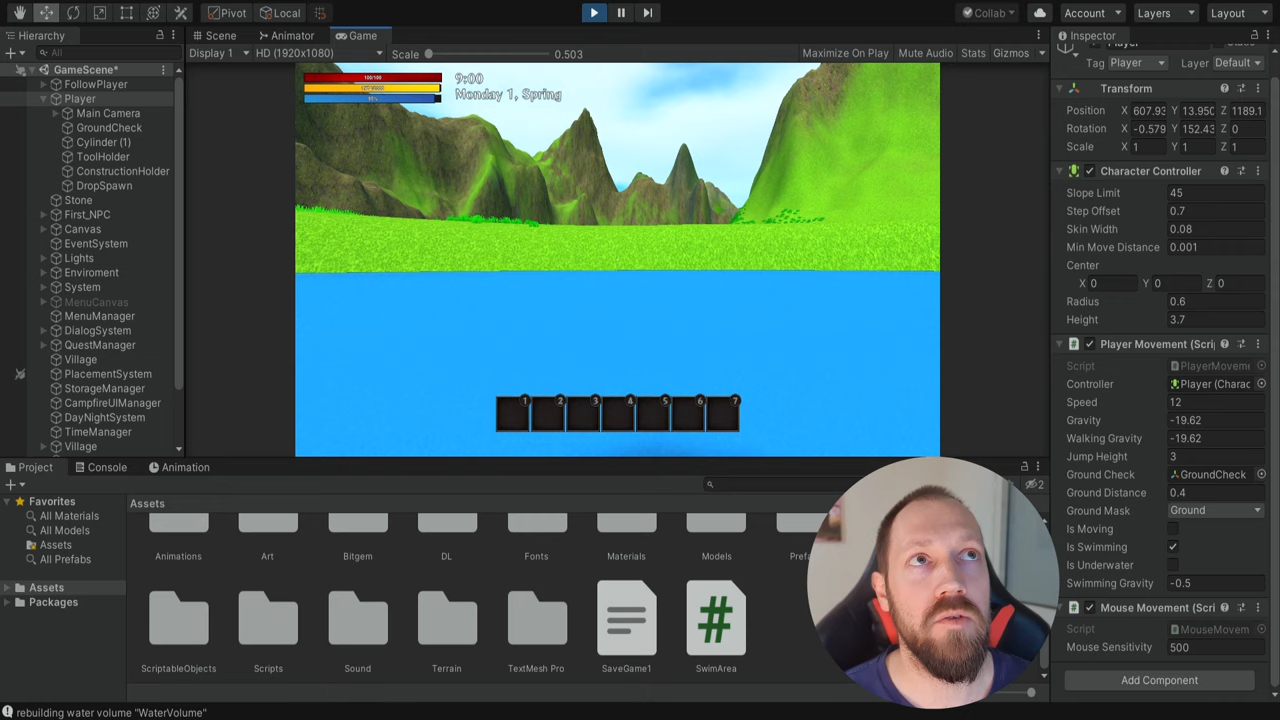 Pivot Local Collab Account Layers Layout
Hierarchy Scene Animator Game Inspector
All Display 1 HD (1920x1080) Scale 0.503 Maximize On Play Mute Audio Stats Gizmos
Tag Player Layer Default
GameScene*
FollowPlayer
Player
Main Camera
GroundCheck
Cylinder (1)
ToolHolder
ConstructionHolder
DropSpawn
Stone
First_NPC
Canvas
EventSystem
Lights
Enviroment
System
MenuCanvas
MenuManager
DialogSystem
QuestManager
Village
PlacementSystem
StorageManager
CampfireUIManager
DayNightSystem
TimeManager
Village
100/100
9:00
Monday 1, Spring
1 2 3 4 5 6 7
Transform
Position X 607.93 Y 13.950 Z 1189.1
Rotation X -0.579 Y 152.43 Z 0
Scale X 1 Y 1 Z 1
Character Controller
Slope Limit 45
Step Offset 0.7
Skin Width 0.08
Min Move Distance 0.001
Center
X 0 Y 0 Z 0
Radius 0.6
Height 3.7
Player Movement (Scri
Script PlayerMovem
Controller Player (Charac
Speed 12
Gravity -19.62
Walking Gravity -19.62
Jump Height 3
Ground Check GroundCheck
Ground Distance 0.4
Ground Mask Ground
Is Moving
Is Swimming
Is Underwater
Swimming Gravity -0.5
Mouse Movement (Scri
Script MouseMovem
Mouse Sensitivity 500
Add Component
Project Console Animation
2
Favorites
All Materials
All Models
Assets
All Prefabs
Assets
Packages
Assets
Animations Art Bitgem DL Fonts Materials Models Prefa
ScriptableObjects Scripts Sound Terrain TextMesh Pro SaveGame1 SwimArea
rebuilding water volume "WaterVolume"